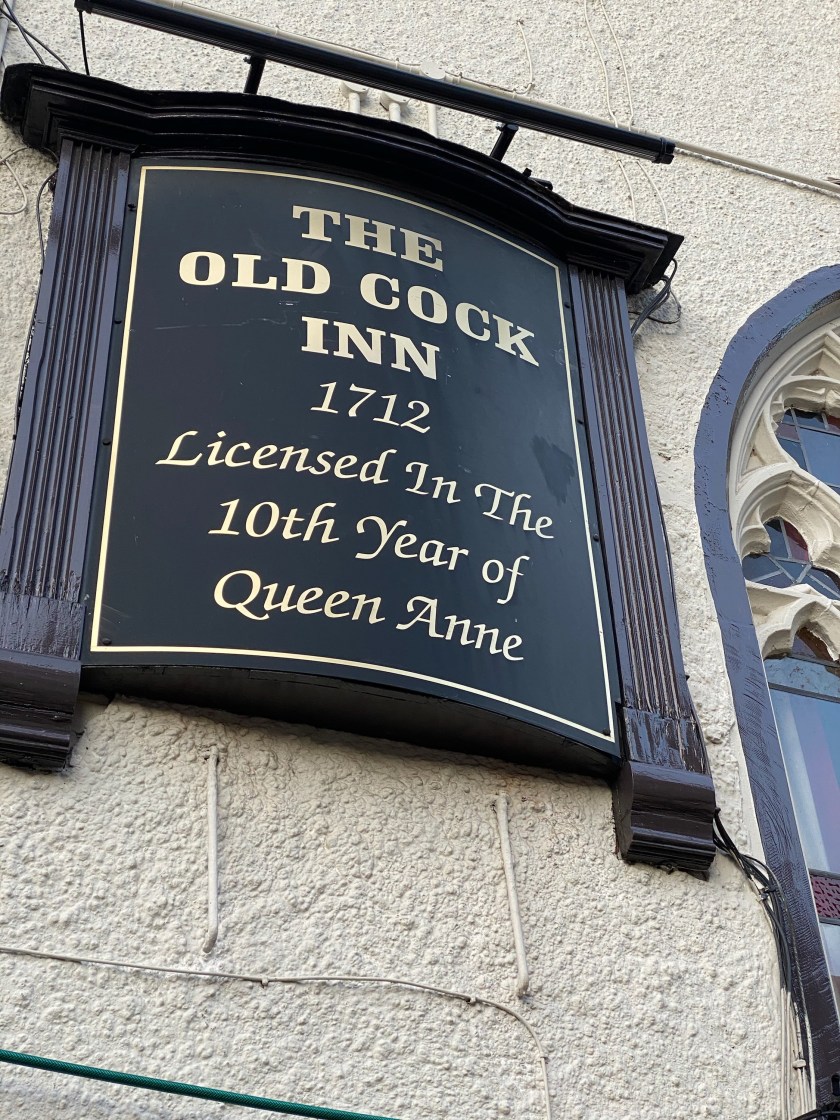 THE
OLD COCK
INN
1712
Licensed In The
10th Year of
Queen Anne